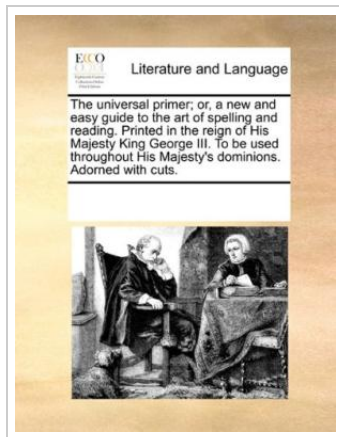 ECCO
Literature and Language
The universal primer; or, a new and
easy guide to the art of spelling and
reading. Printed in the reign of His
Majesty King George III. To be used
throughout His Majesty's dominions.
Adorned with cuts.